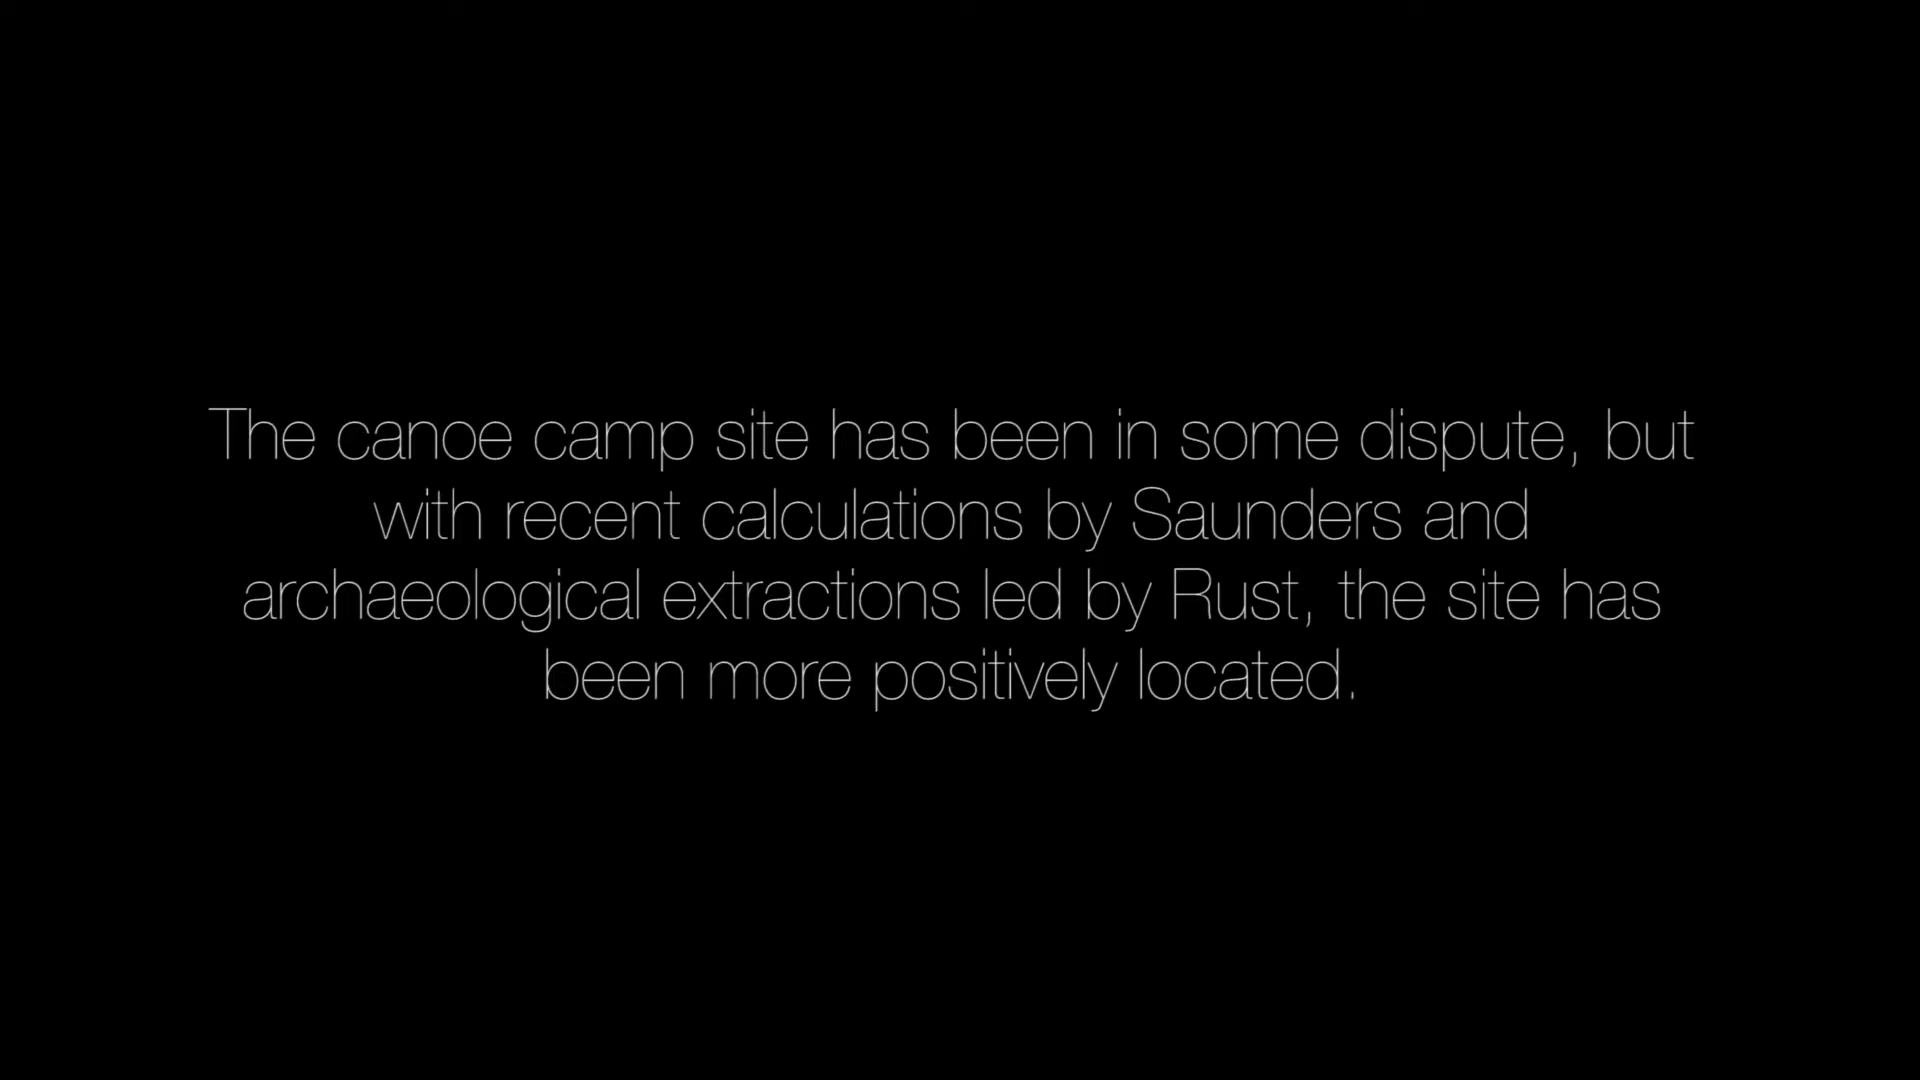 The canoe camp site has been in some dispute, but
with recent calculations by Saunders and
archaeological extractions led by Rust, the site has
been more positively located.